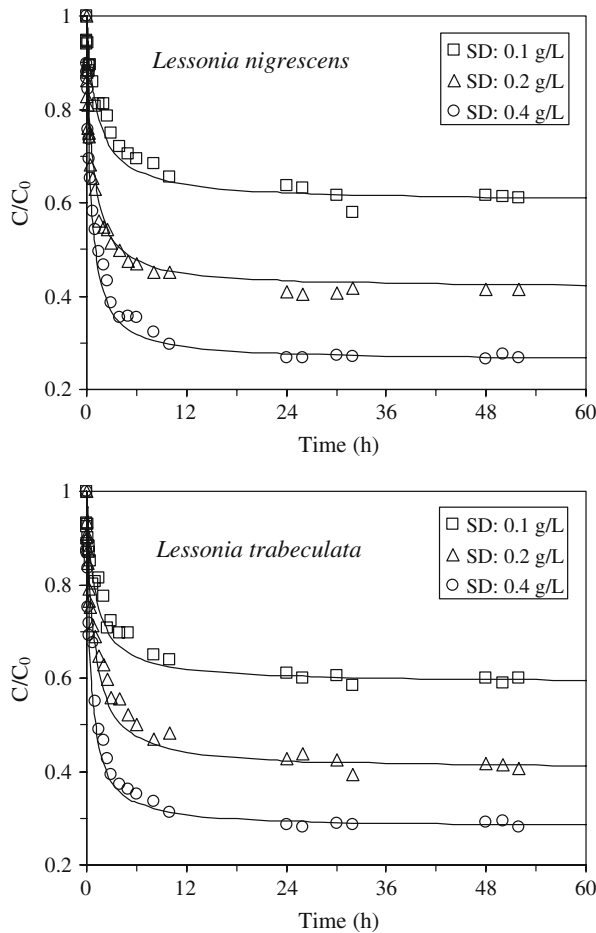 1
Lessonia nigrescens
SD: 0.1 g/L
SD: 0.2 g/L
SD: 0.4 g/L
0.8
0.6
0.4
0.2
C/C0
0 12 24 36 48 60
Time (h)
1
Lessonia trabeculata
SD: 0.1 g/L
SD: 0.2 g/L
SD: 0.4 g/L
0.8
0.6
0.4
0.2
C/C0
0 12 24 36 48 60
Time (h)